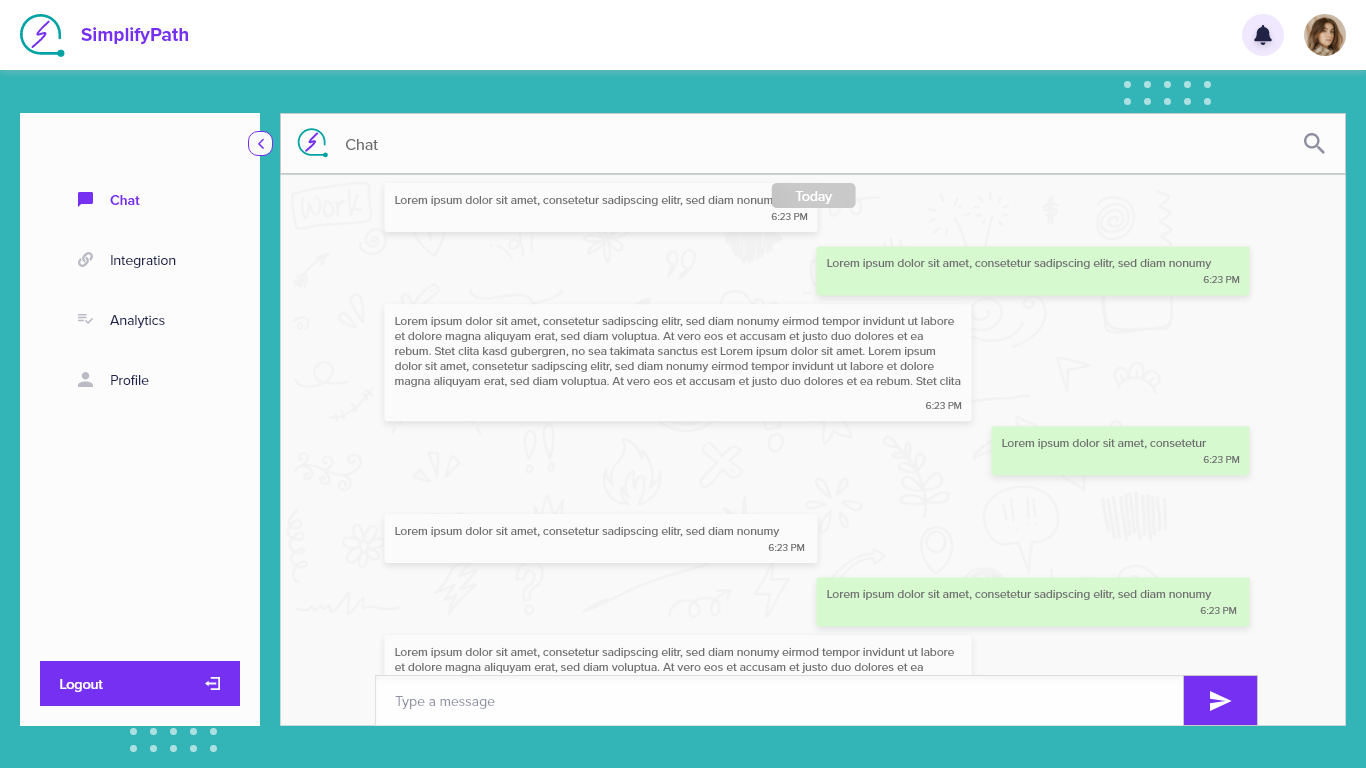 SimplifyPath
Chat
Integration
Analytics
Profile
Logout
Chat
Work
Today
Lorem ipsum dolor sit amet, consetetur sadipscing elitr, sed diam nonum
6:23 PM
Lorem ipsum dolor sit amet, consetetur sadipscing elitr, sed diam nonumy
6:23 PM
Lorem ipsum dolor sit amet, consetetur sadipscing elitr, sed diam nonumy eirmod tempor invidunt ut labore
et dolore magna aliquyam erat, sed diam voluptua. At vero eos et accusam et justo duo dolores et ea
rebum. Stet clita kasd gubergren, no sea takimata sanctus est Lorem ipsum dolor sit amet. Lorem ipsum
dolor sit amet, consetetur sadipscing elitr, sed diam nonumy eirmod tempor invidunt ut labore et dolore
magna aliquyam erat, sed diam voluptua. At vero eos et accusam et justo duo dolores et ea rebum. Stet clita
6:23 PM
Lorem ipsum dolor sit amet, consetetur
6:23 PM
Lorem ipsum dolor sit amet, consetetur sadipscing elitr, sed diam nonumy
6:23 PM
Lorem ipsum dolor sit amet, consetetur sadipscing elitr, sed diam nonumy
6:23 PM
Lorem ipsum dolor sit amet, consetetur sadipscing elitr, sed diam nonumy eirmod tempor invidunt ut labore
et dolore magna aliquyam erat, sed diam voluptua. At vero eos et accusam et justo duo dolores et ea
Type a message